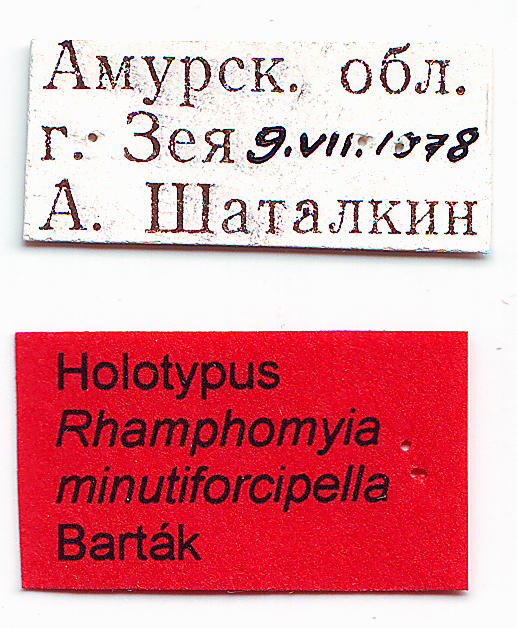 Амурск. обл.
г. Зея 9.VII.1978
А. Шаталкин
Holotypus
Rhamphomyia
minutiforcipella
Barták